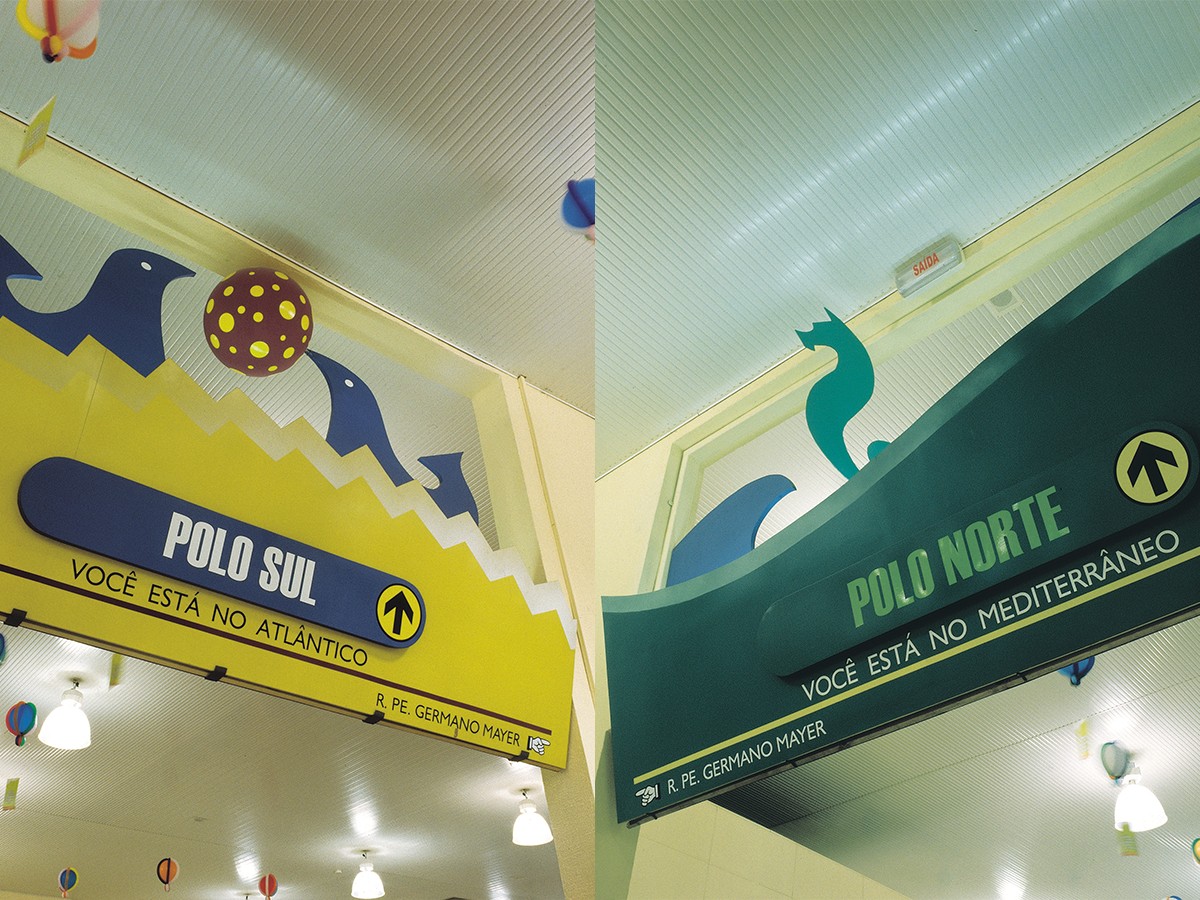 POLO SUL
VOCÊ ESTÁ NO ATLÂNTICO
R. PE. GERMANO MAYER
SAÍDA
POLO NORTE
VOCÊ ESTÁ NO MEDITERRÂNEO
R. PE. GERMANO MAYER